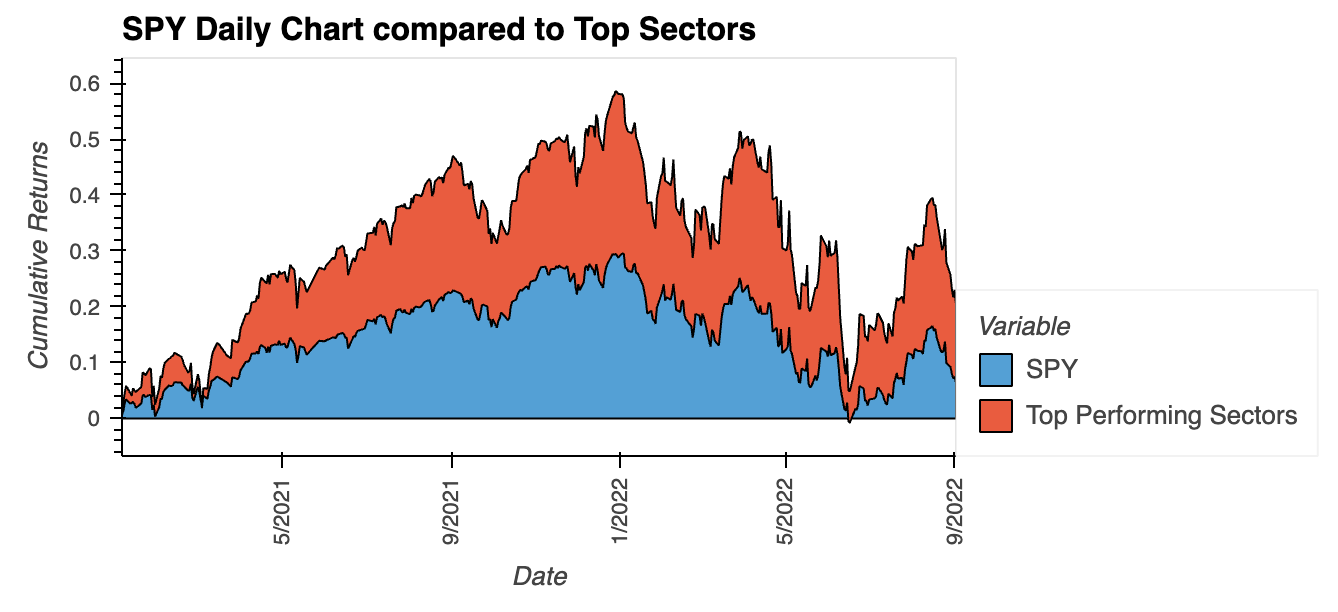 SPY Daily Chart compared to Top Sectors
Cumulative Returns
0.6
0.5
0.4
0.3
0.2
0.1
0
5/2021
9/2021
1/2022
5/2022
9/2022
Date
Variable
SPY
Top Performing Sectors